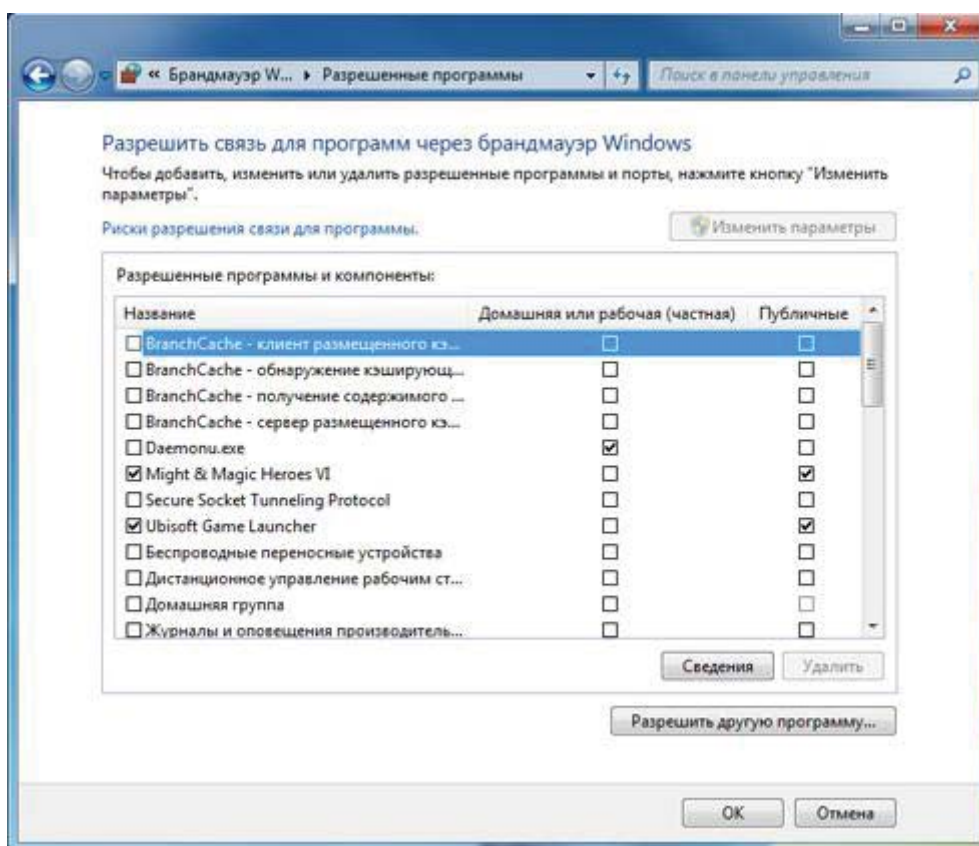 « Брандмауэр W... ▸ Разрешенные программы
Поиск в панели управления
Разрешить связь для программ через брандмауэр Windows
Чтобы добавить, изменить или удалить разрешенные программы и порты, нажмите кнопку "Изменить
параметры".
Риски разрешения связи для программы.
Изменить параметры
Разрешенные программы и компоненты:
Название Домашняя или рабочая (частная) Публичные
BranchCache - клиент размещенного кэ...
BranchCache - обнаружение кэширующ...
BranchCache - получение содержимого ...
BranchCache - сервер размещенного кэ...
Daemonu.exe
Might & Magic Heroes VI
Secure Socket Tunneling Protocol
Ubisoft Game Launcher
Беспроводные переносные устройства
Дистанционное управление рабочим ст...
Домашняя группа
Журналы и оповещения производитель...
Сведения Удалить
Разрешить другую программу...
ОК Отмена